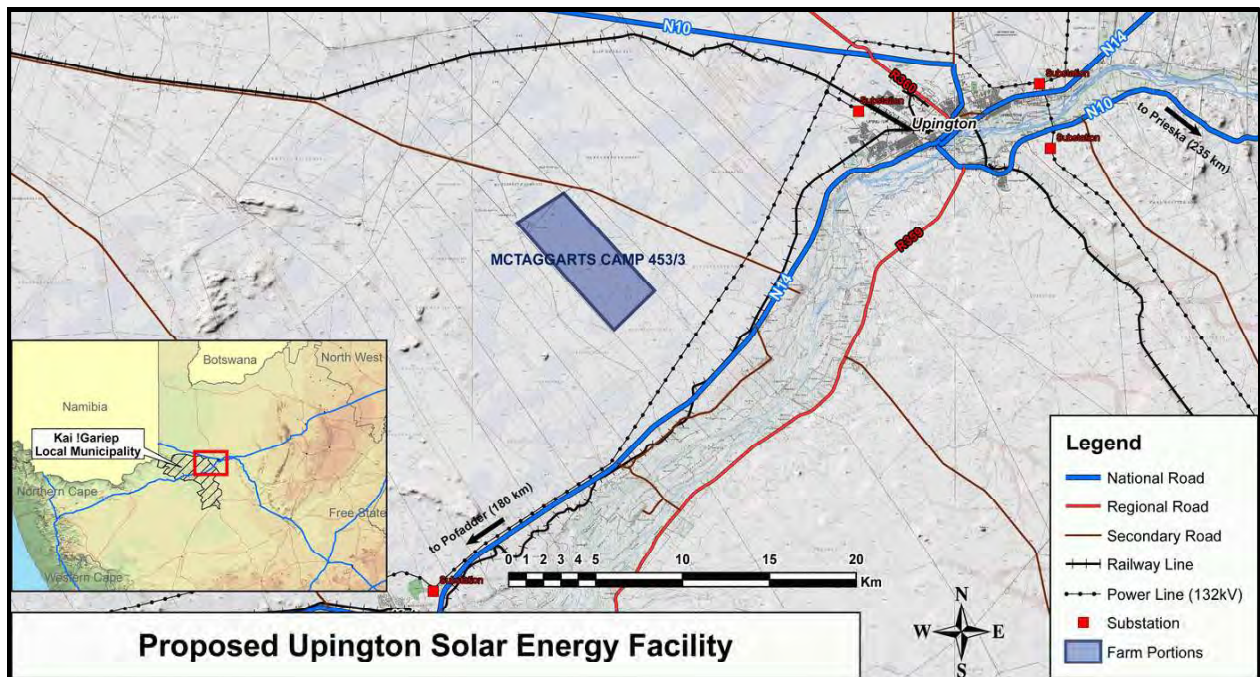 N10
N14
R360
Substation
Substation
Upington
N10
Substation
to Prieska (235 km)
R359
MCTAGGARTS CAMP 453/3
N14
Botswana
North West
Namibia
Kai !Gariep
Local Municipality
Northern Cape
Free State
Western Cape
to Pofadder (180 km)
Substation
0 1 2 3 4 5 10 15 20
Km
N
W E
S
Legend
National Road
Regional Road
Secondary Road
Railway Line
Power Line (132kV)
Substation
Farm Portions
Proposed Upington Solar Energy Facility